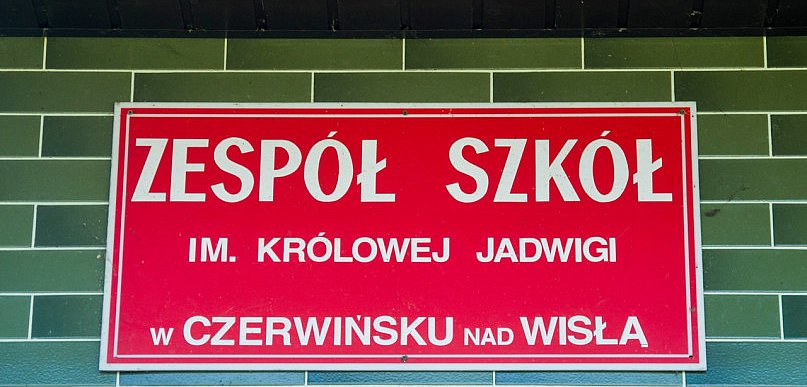 ZESPÓŁ SZKÓŁ
IM. KRÓLOWEJ JADWIGI
W CZERWIŃSKU NAD WISŁĄ